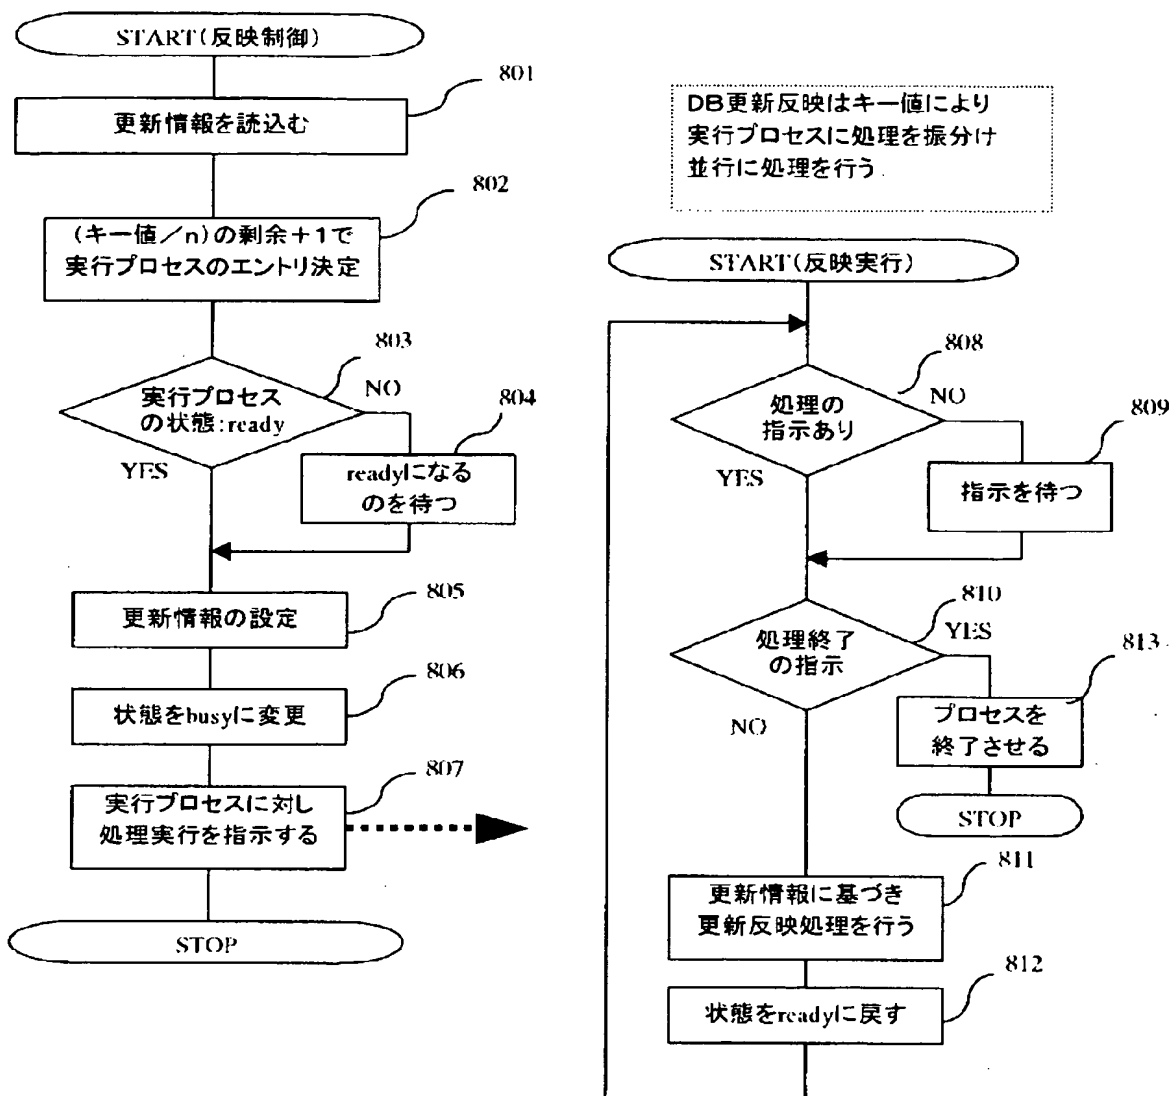 START(反映制御)
801
更新情報を読込む
802
(キー値／n)の剰余＋1で
実行プロセスのエントリ決定
803
実行プロセス
の状態:ready
NO
804
YES
readyになる
のを待つ
805
更新情報の設定
806
状態をbusyに変更
807
実行プロセスに対し
処理実行を指示する
STOP
DB更新反映はキー値により
実行プロセスに処理を振分け
並行に処理を行う
START(反映実行)
808
処理の
指示あり
NO
809
YES
指示を待つ
810
処理終了
の指示
YES
813
NO
プロセスを
終了させる
STOP
811
更新情報に基づき
更新反映処理を行う
812
状態をreadyに戻す